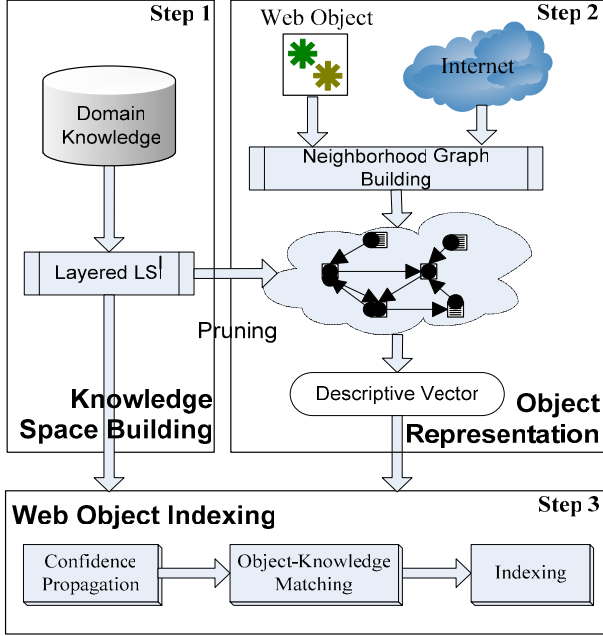 Step 1
Domain
Knowledge
Layered LSI
Pruning
Knowledge
Space Building
Step 2
Web Object
Internet
Neighborhood Graph
Building
Descriptive Vector
Object
Representation
Step 3
Web Object Indexing
Confidence
Propagation
Object-Knowledge
Matching
Indexing